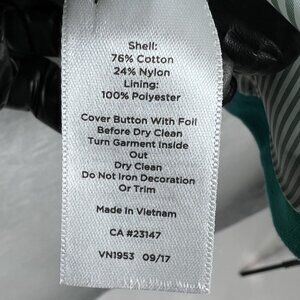 Shell:
76% Cotton
24% Nylon
Lining:
100% Polyester
Cover Button With Foil
Before Dry Clean
Turn Garment Inside
Out
Dry Clean
Do Not Iron Decoration
Or Trim
Made In Vietnam
CA #23147
VN1953 09/17